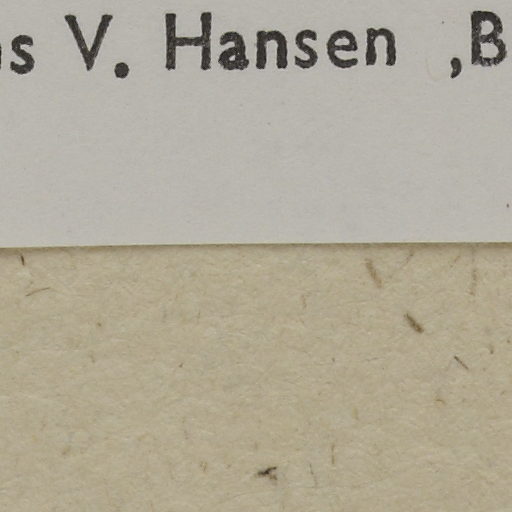 s V. Hansen ,B